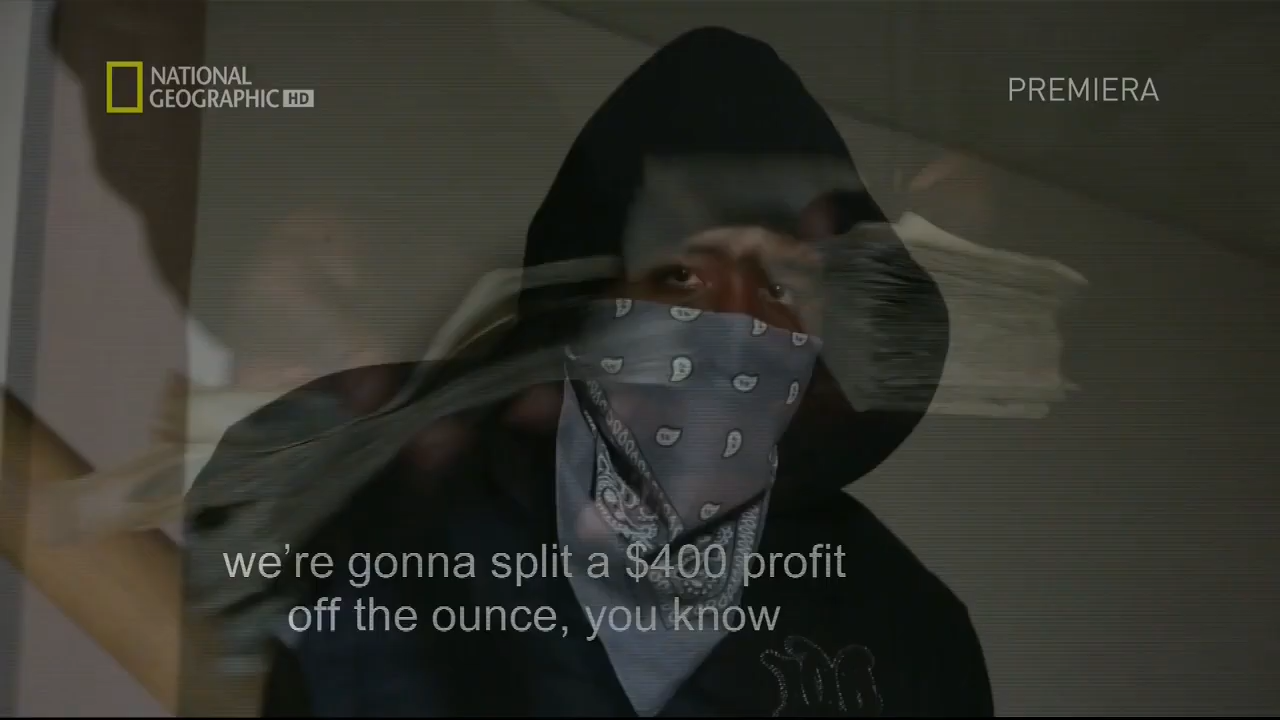 NATIONAL
GEOGRAPHIC HD
PREMIERA
we're gonna split a $400 profit
off the ounce, you know